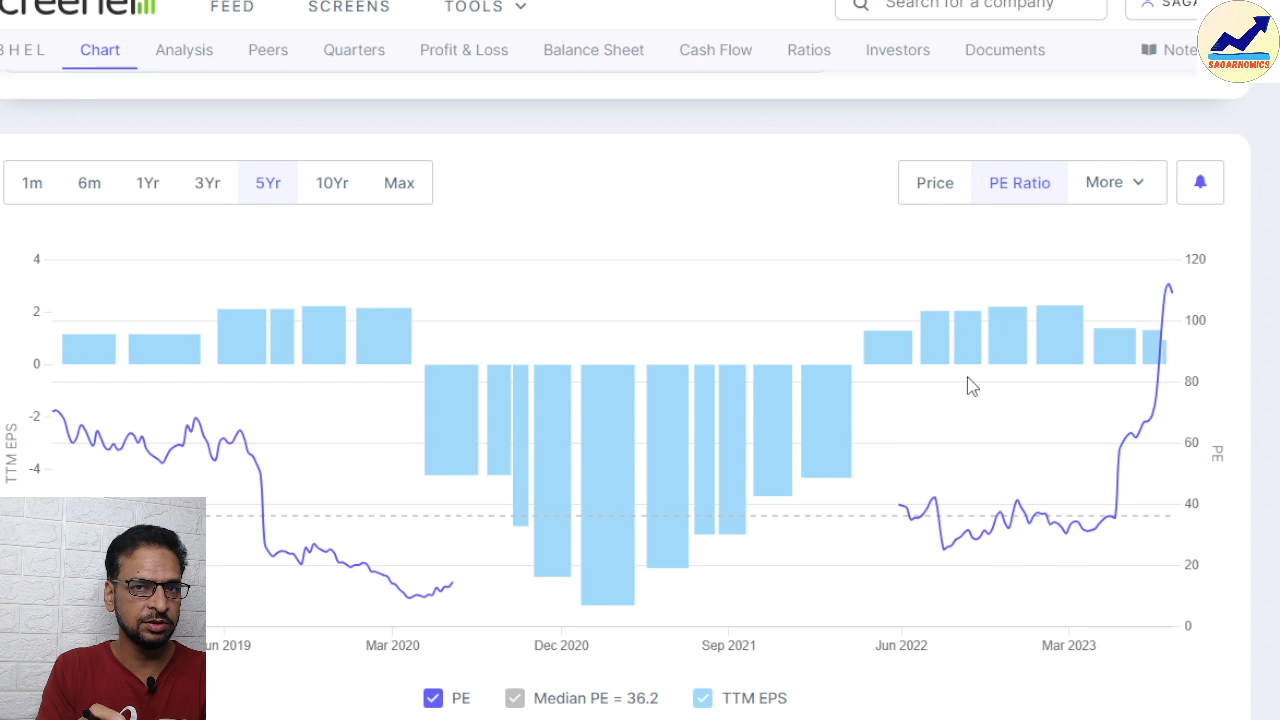 FEED SCREENS TOOLS Search for a company
BHEL Chart Analysis Peers Quarters Profit & Loss Balance Sheet Cash Flow Ratios Investors Documents
SAGARNOMICS
1m 6m 1Yr 3Yr 5Yr 10Yr Max Price PE Ratio More
4 120
2 100
0
80
-2
60
TTM EPS PE
-4
40
20
0
2019 Mar 2020 Dec 2020 Sep 2021 Jun 2022 Mar 2023
PE Median PE = 36.2 TTM EPS